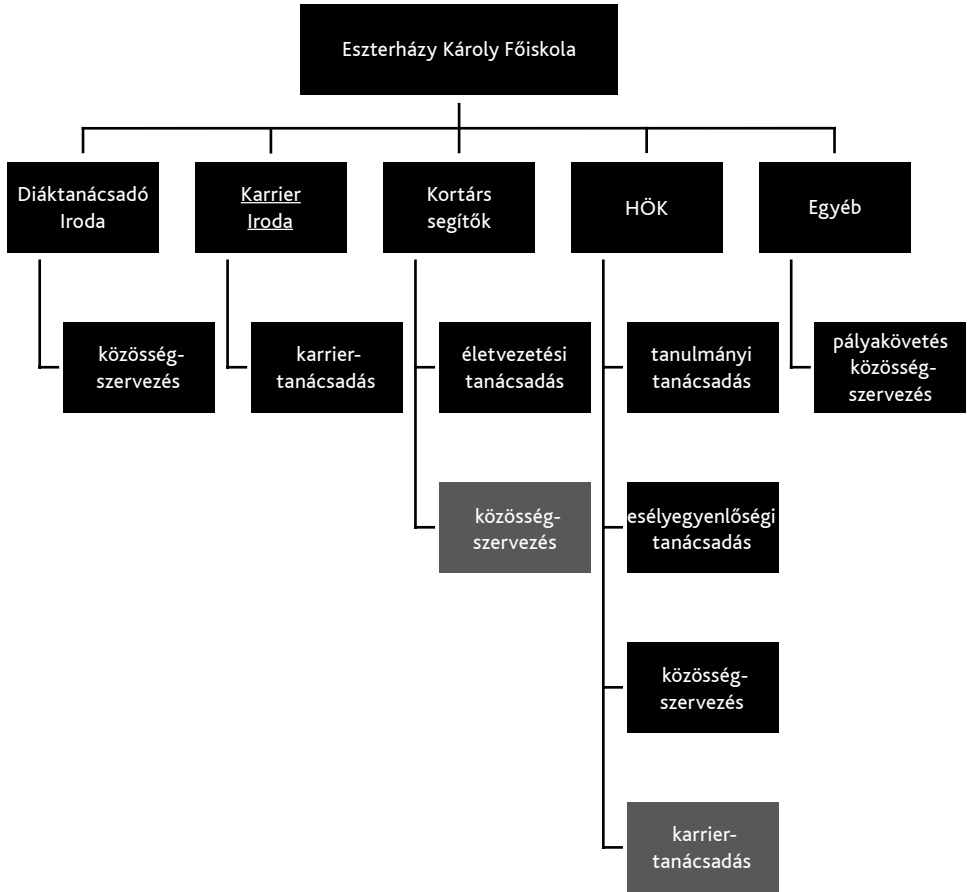 Eszterházy Károly Főiskola
Diáktanácsadó
Iroda
Karrier
Iroda
Kortárs
segítők
HÖK
Egyéb
közösség-
szervezés
karrier-
tanácsadás
életvezetési
tanácsadás
tanulmányi
tanácsadás
pályakövetés
közösség-
szervezés
közösség-
szervezés
esélyegyenlőségi
tanácsadás
közösség-
szervezés
karrier-
tanácsadás